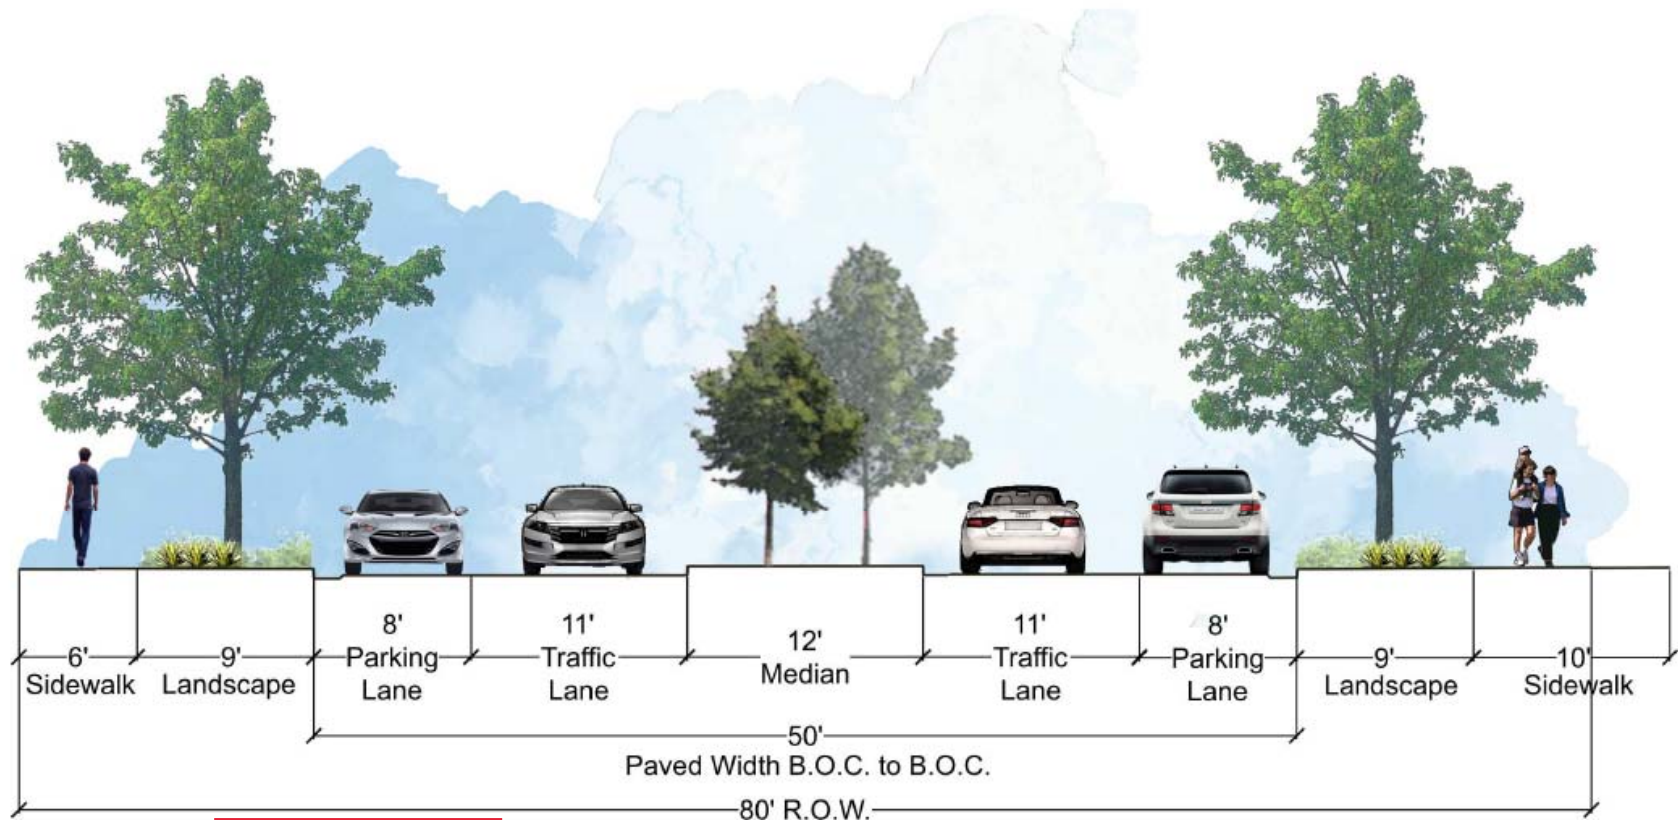 6'
Sidewalk
9'
Landscape
8'
Parking
Lane
11'
Traffic
Lane
12'
Median
11'
Traffic
Lane
8'
Parking
Lane
9'
Landscape
10'
Sidewalk
50'
Paved Width B.O.C. to B.O.C.
80' R.O.W.